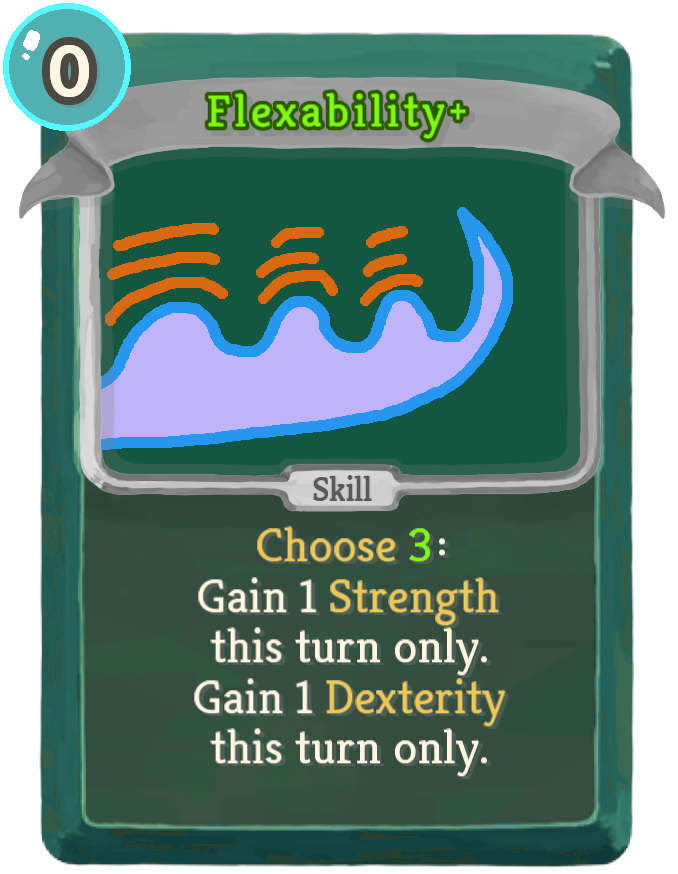 0
Flexability+
Skill
Choose 3:
Gain 1 Strength
this turn only.
Gain 1 Dexterity
this turn only.